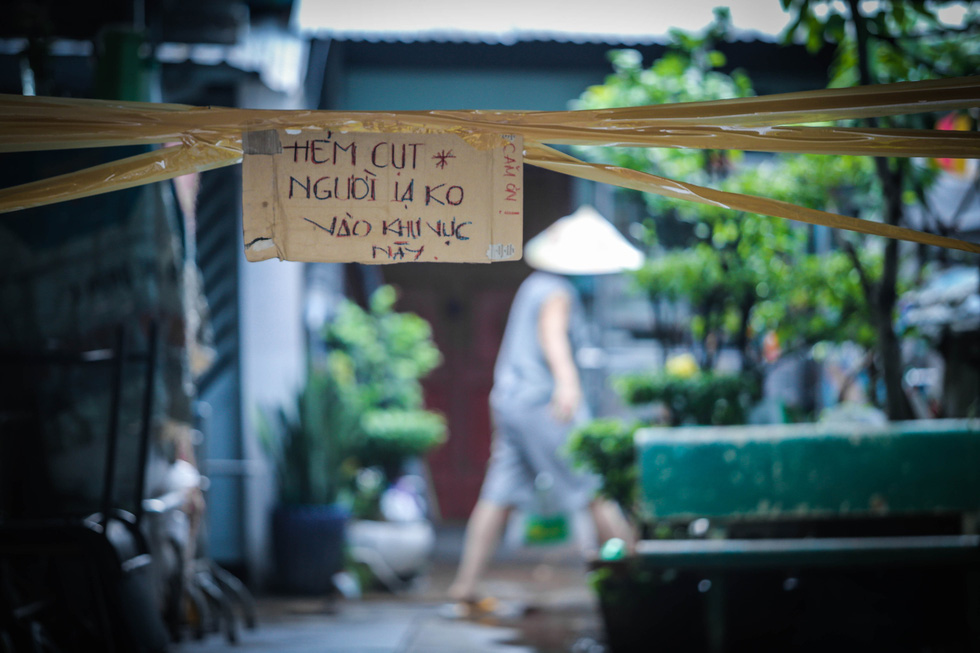 HẺM CỤT *
NGƯỜI LẠ KO
VÀO KHU VỰC
NÀY.
CẢM ƠN!